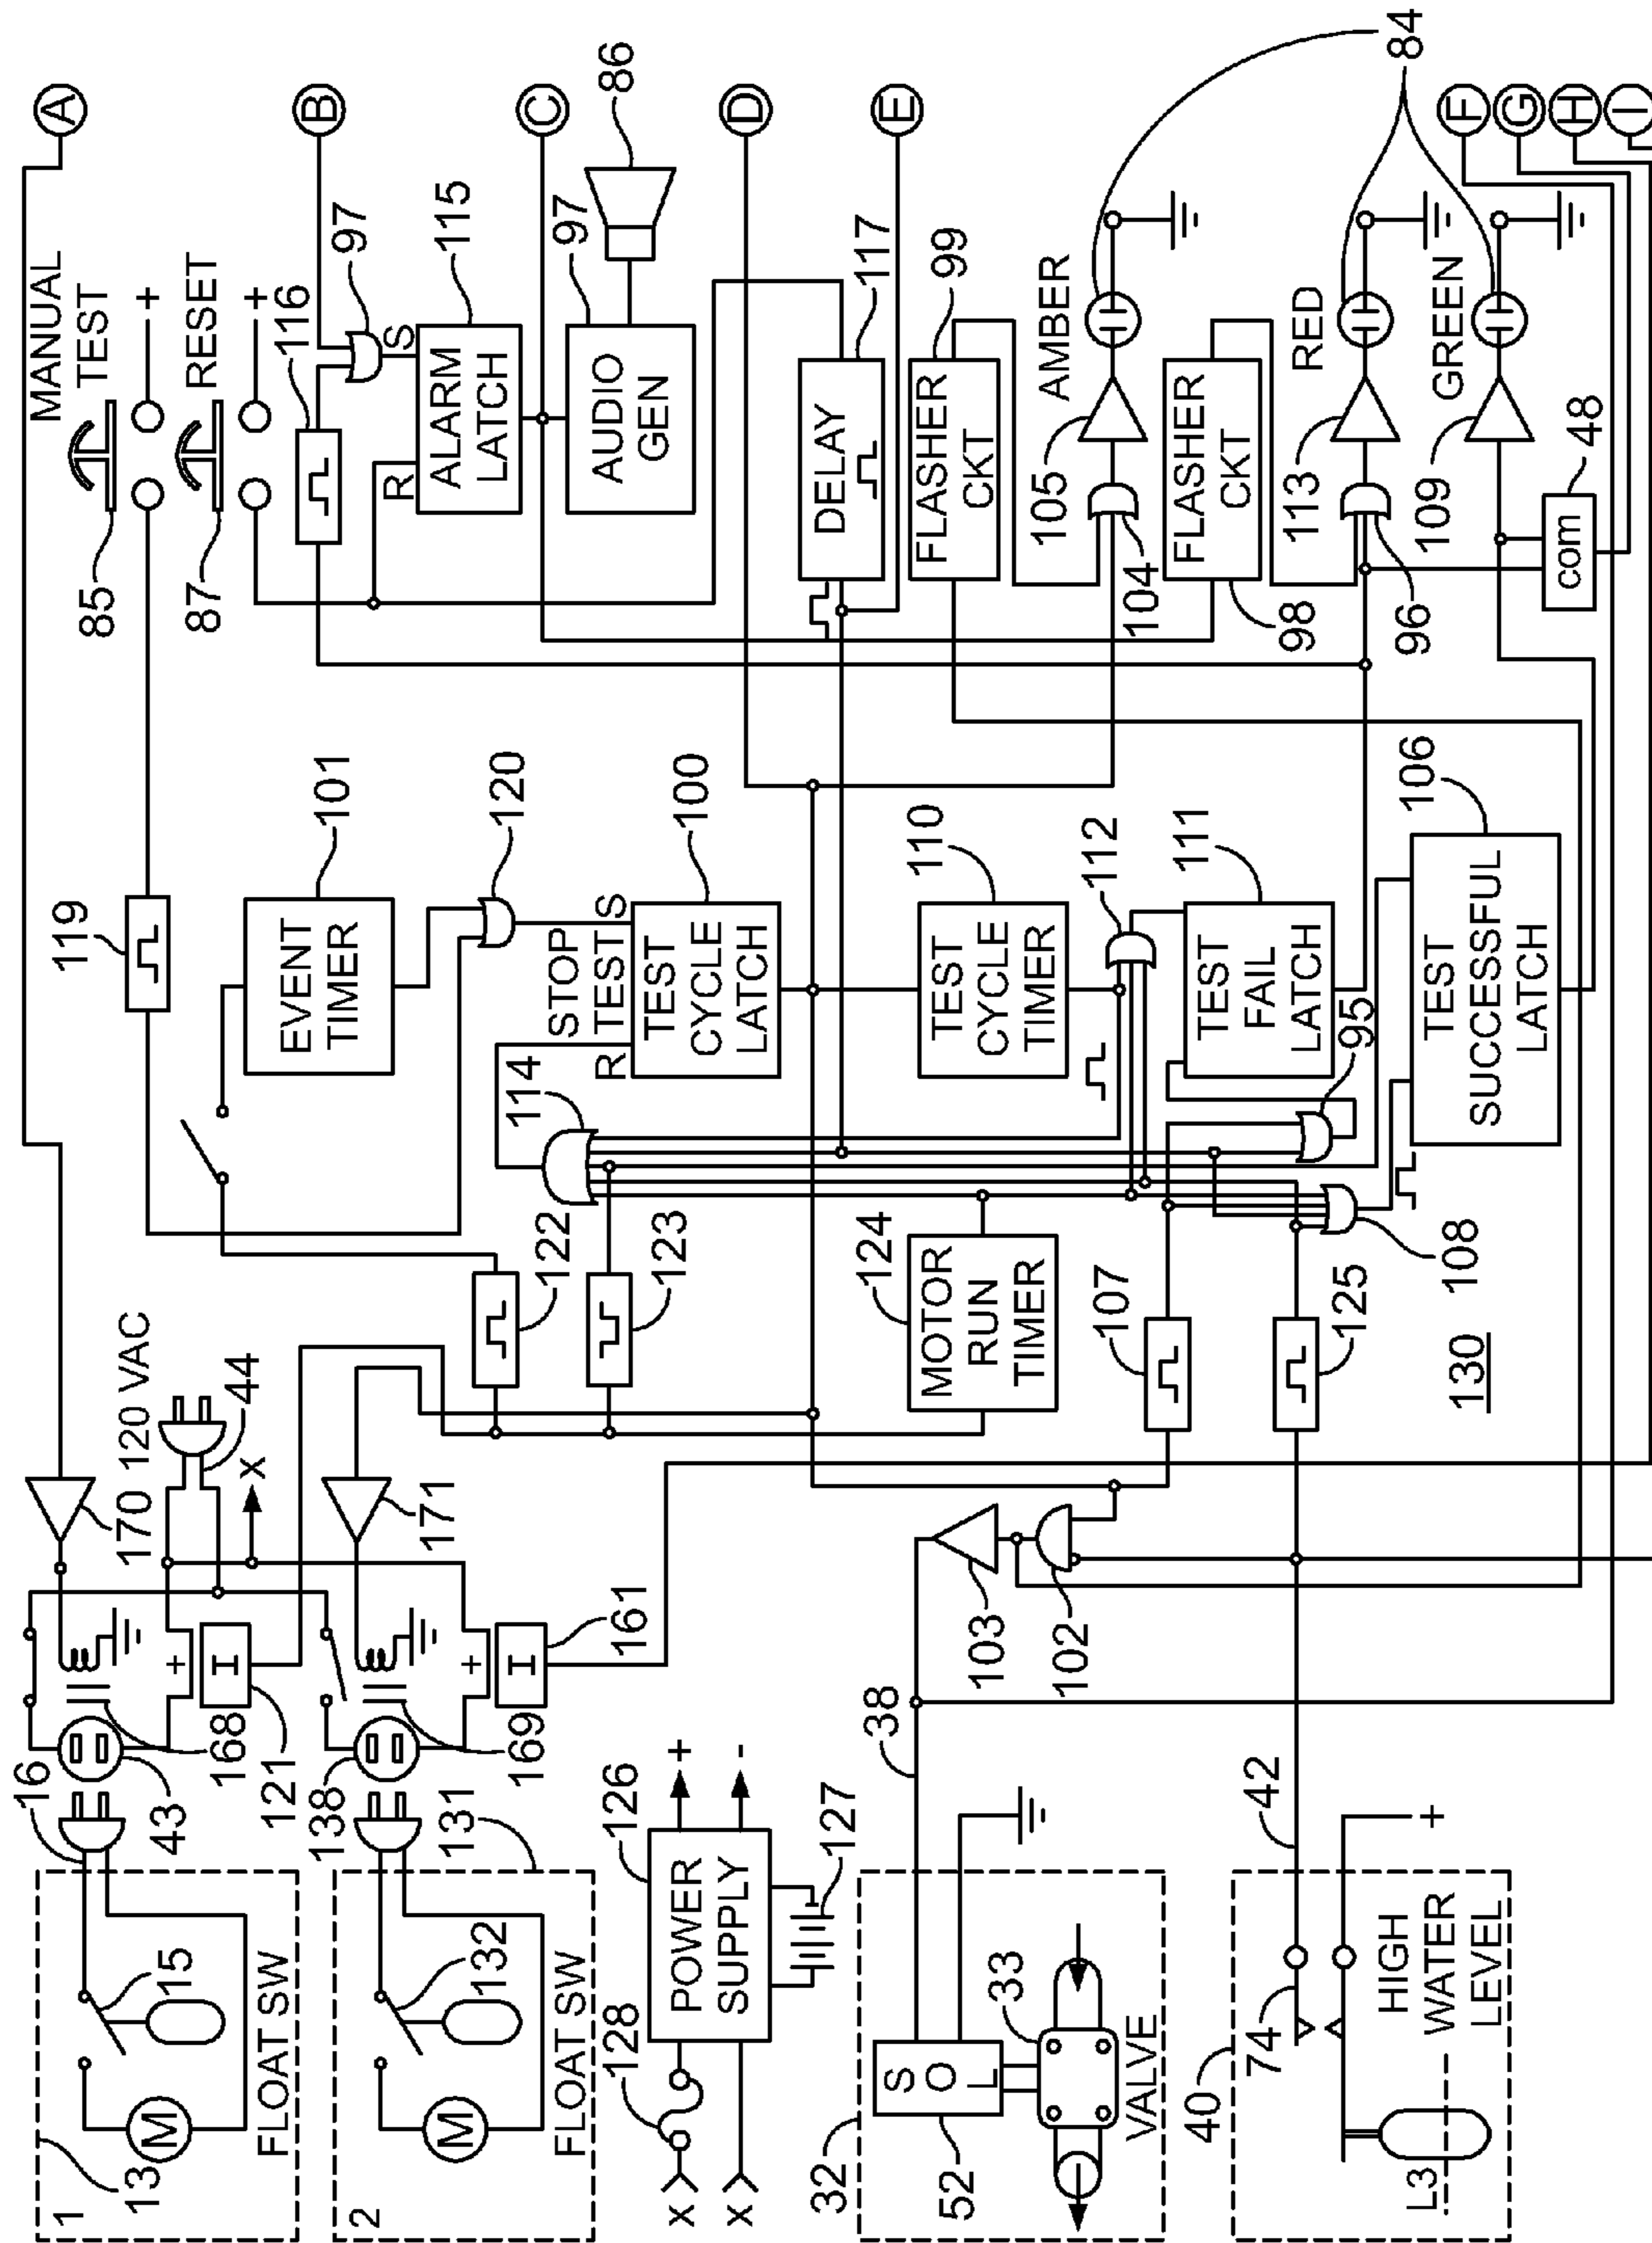 A
B
C
D
E
F
G
H
I
MANUAL
TEST
+
RESET
+
85
87
116
97
S
R
ALARM
LATCH
115
AUDIO
GEN
97
86
DELAY
117
FLASHER
CKT
99
AMBER
105
104
84
FLASHER
CKT
98
RED
113
96
GREEN
109
com
48
119
EVENT
TIMER
101
120
STOP
TEST
S
R
TEST
CYCLE
LATCH
100
114
TEST
CYCLE
TIMER
110
112
TEST
FAIL
LATCH
111
95
TEST
SUCCESSFUL
LATCH
106
108
122
123
MOTOR
RUN
TIMER
124
107
125
130
120 VAC
44
x
170
171
+
I
168
121
+
I
169
161
103
102
16
43
138
131
1
15
M
13
FLOAT SW
2
132
M
FLOAT SW
POWER
SUPPLY
126
+
-
127
128
x
x
38
32
S
O
L
52
33
VALVE
42
40
74
+
HIGH
WATER
LEVEL
L3